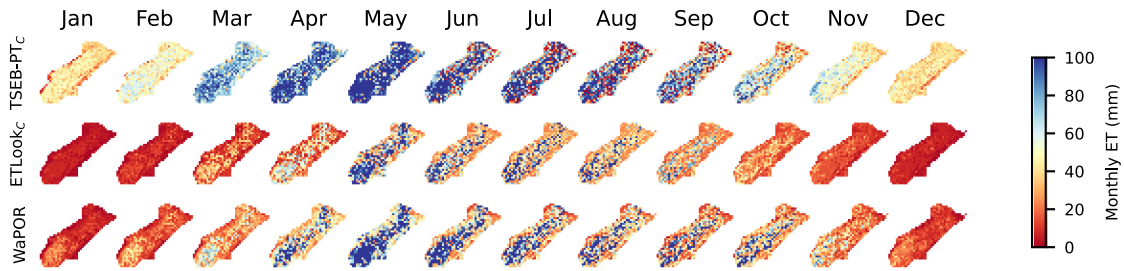 Jan Feb Mar Apr May Jun Jul Aug Sep Oct Nov Dec
TSEB-PT_C
ETLook_C
WaPOR
100
80
60
40
20
0
Monthly ET (mm)